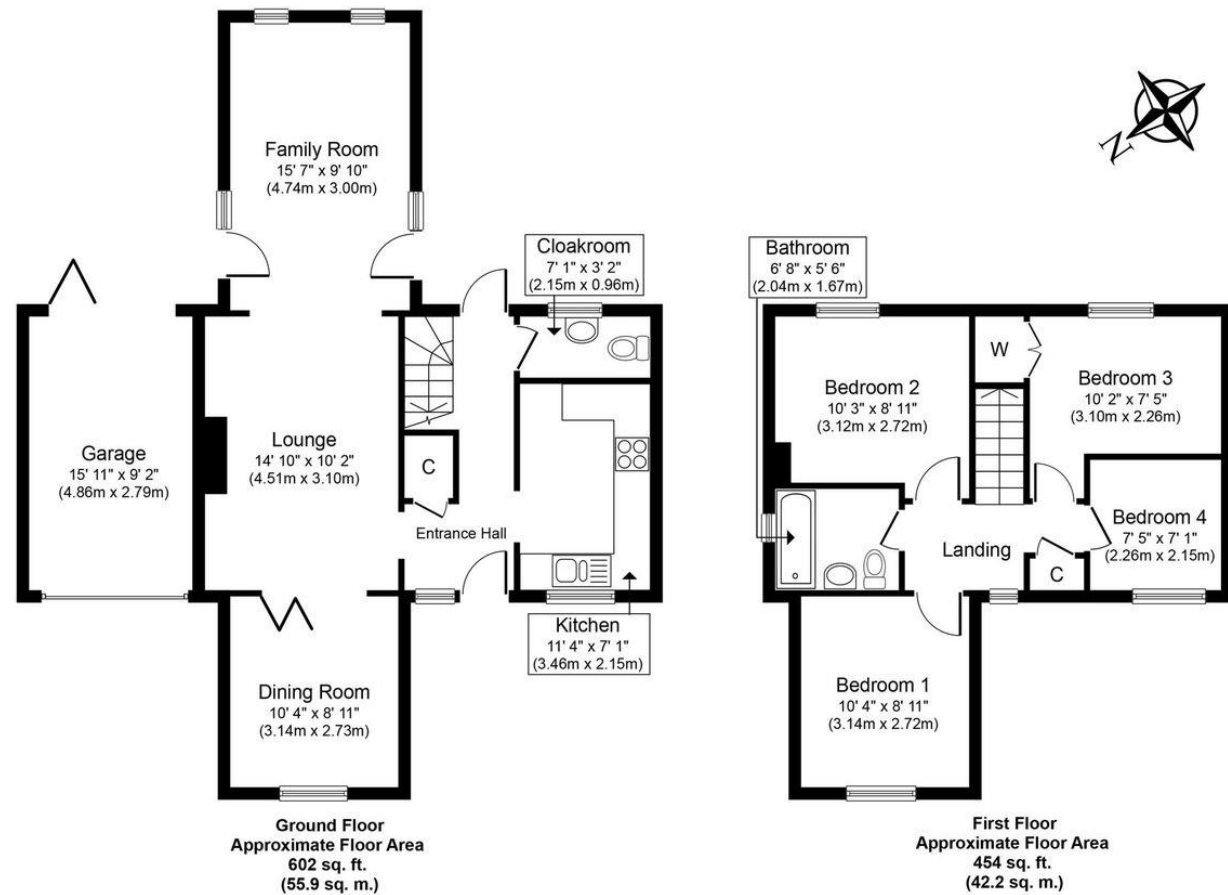 Family Room
15' 7" x 9' 10"
(4.74m x 3.00m)
Cloakroom
7' 1" x 3' 2"
(2.15m x 0.96m)
Garage
15' 11" x 9' 2"
(4.86m x 2.79m)
Lounge
14' 10" x 10' 2"
(4.51m x 3.10m)
C
Entrance Hall
Kitchen
11' 4" x 7' 1"
(3.46m x 2.15m)
Dining Room
10' 4" x 8' 11"
(3.14m x 2.73m)
Ground Floor
Approximate Floor Area
602 sq. ft.
(55.9 sq. m.)
N
Bathroom
6' 8" x 5' 6"
(2.04m x 1.67m)
W
Bedroom 2
10' 3" x 8' 11"
(3.12m x 2.72m)
Bedroom 3
10' 2" x 7' 5"
(3.10m x 2.26m)
Bedroom 4
7' 5" x 7' 1"
(2.26m x 2.15m)
Landing
C
Bedroom 1
10' 4" x 8' 11"
(3.14m x 2.72m)
First Floor
Approximate Floor Area
454 sq. ft.
(42.2 sq. m.)